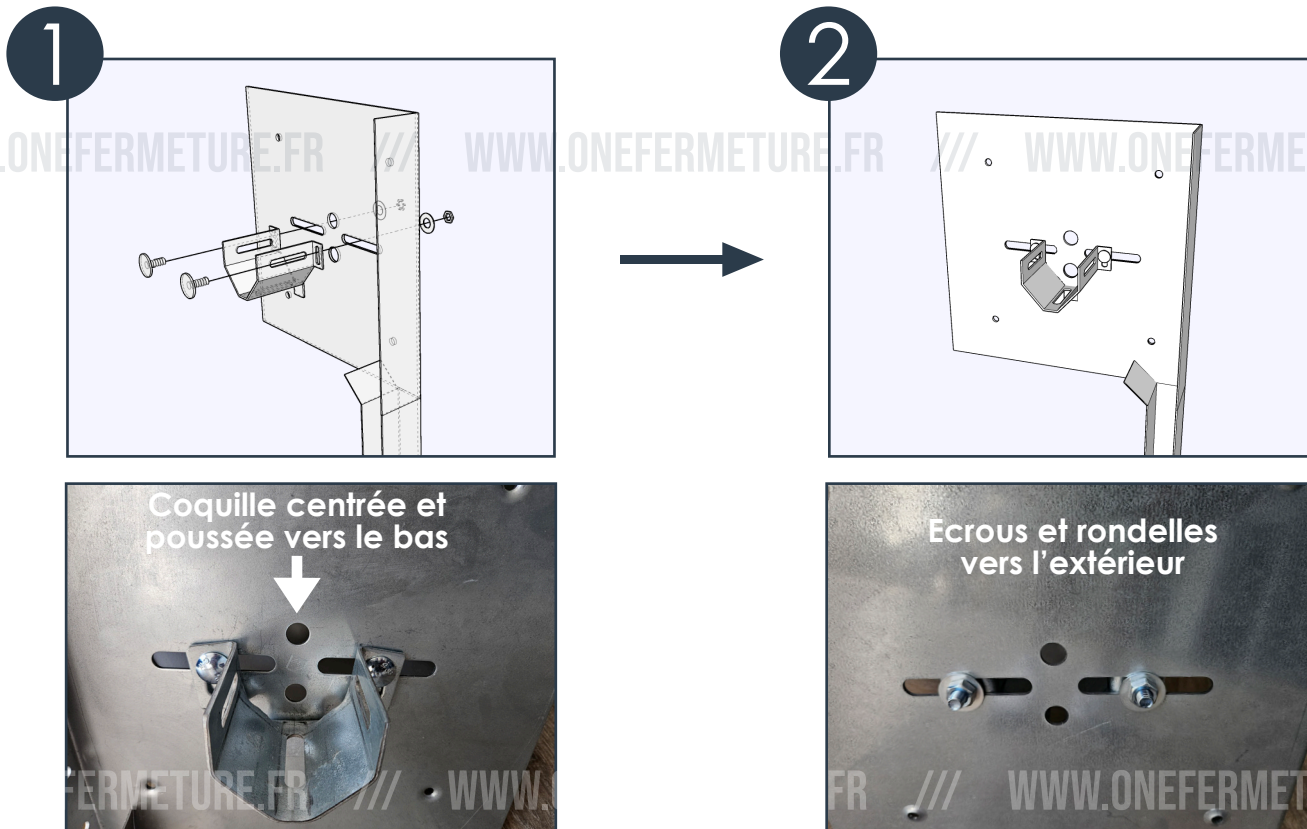 1
2
.ONEFERMETURE.FR /// WWW.ONEFERMETURE.FR /// WWW.ONEFERME
Coquille centrée et
poussée vers le bas
Ecrous et rondelles
vers l’extérieur
FERMETURE.FR /// WWW.
FR /// WWW.ONEFERMET